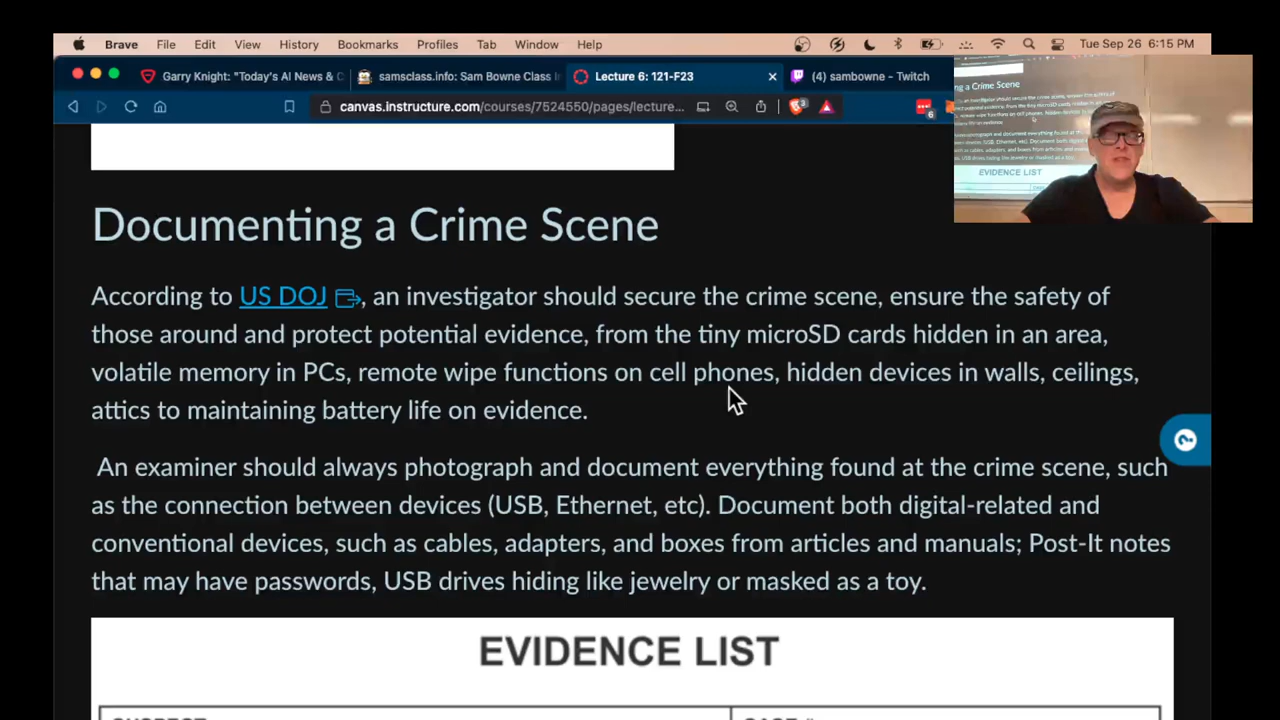 Brave File Edit View History Bookmarks Profiles Tab Window Help Tue Sep 26 6:15 PM
Garry Knight: "Today's AI News & C samsclass.info: Sam Bowne Class In Lecture 6: 121-F23 (4) sambowne - Twitch
canvas.instructure.com/courses/7524550/pages/lecture... 3 6
Documenting a Crime Scene
According to US DOJ, an investigator should secure the crime scene, ensure the safety of
those around and protect potential evidence, from the tiny microSD cards hidden in an area,
volatile memory in PCs, remote wipe functions on cell phones, hidden devices in walls, ceilings,
attics to maintaining battery life on evidence.
An examiner should always photograph and document everything found at the crime scene, such
as the connection between devices (USB, Ethernet, etc). Document both digital-related and
conventional devices, such as cables, adapters, and boxes from articles and manuals; Post-It notes
that may have passwords, USB drives hiding like jewelry or masked as a toy.
EVIDENCE LIST
ng a Crime Scene
EVIDENCE LIST